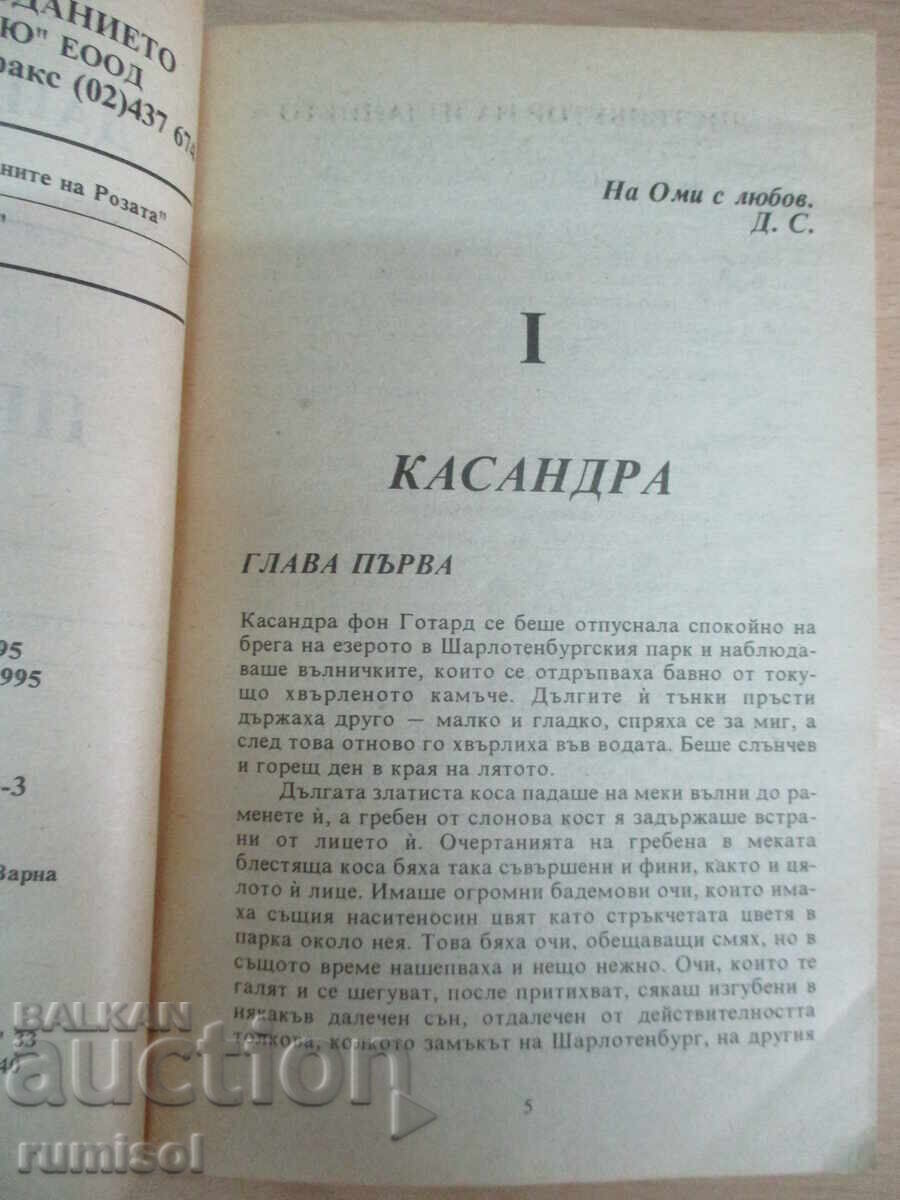 ДАНИЕТО
Ю" ЕООД
факс (02)437 674
ните на Розата"
"
95
1995
-3
Варна
33
На Оми с любов.
Д. С.
I
КАСАНДРА
ГЛАВА ПЪРВА
Касандра фон Готард се беше отпуснала спокойно на
брега на езерото в Шарлотенбургския парк и наблюда-
ваше вълничките, които се отдръпваха бавно от току-
що хвърленото камъче. Дългите ѝ тънки пръсти
държаха друго — малко и гладко, спряха се за миг, а
след това отново го хвърлиха във водата. Беше слънчев
и горещ ден в края на лятото.
Дългата златиста коса падаше на меки вълни до ра-
менете ѝ, а гребен от слонова кост я задържаше встра-
ни от лицето ѝ. Очертанията на гребена в меката
блестяща коса бяха така съвършени и фини, както и ця-
лото ѝ лице. Имаше огромни бадемови очи, които има-
ха същия наситеносин цвят като стръкчетата цветя в
парка около нея. Това бяха очи, обещаващи смях, но в
същото време нашепваха и нещо нежно. Очи, които те
галят и се шегуват, после притихват, сякаш изгубени в
някакъв далечен сън, отдалечен от действителността
толкова, колкото замъкът на Шарлотенбург, на другия
5
BALKAN
auction
rumisol